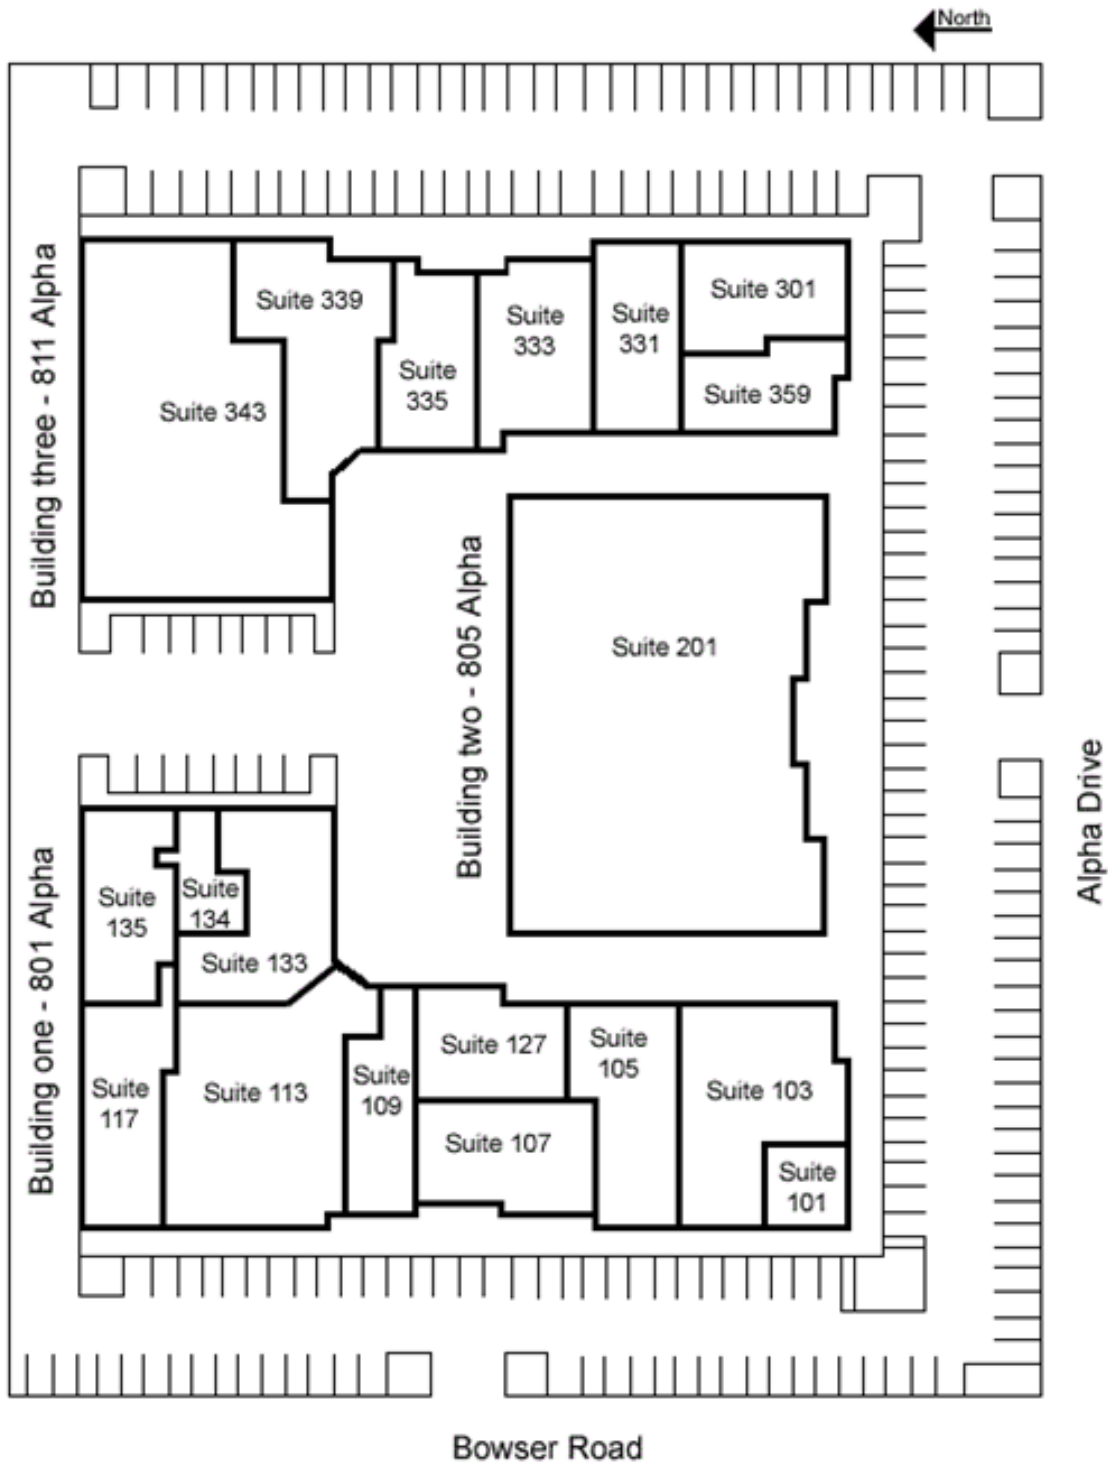 North
Building three - 811 Alpha
Suite 339
Suite 301
Suite
333
Suite
331
Suite
335
Suite 359
Suite 343
Building two - 805 Alpha
Suite 201
Alpha Drive
Building one - 801 Alpha
Suite
135
Suite
134
Suite 133
Suite 127
Suite
105
Suite
117
Suite 113
Suite
109
Suite 103
Suite 107
Suite
101
Bowser Road